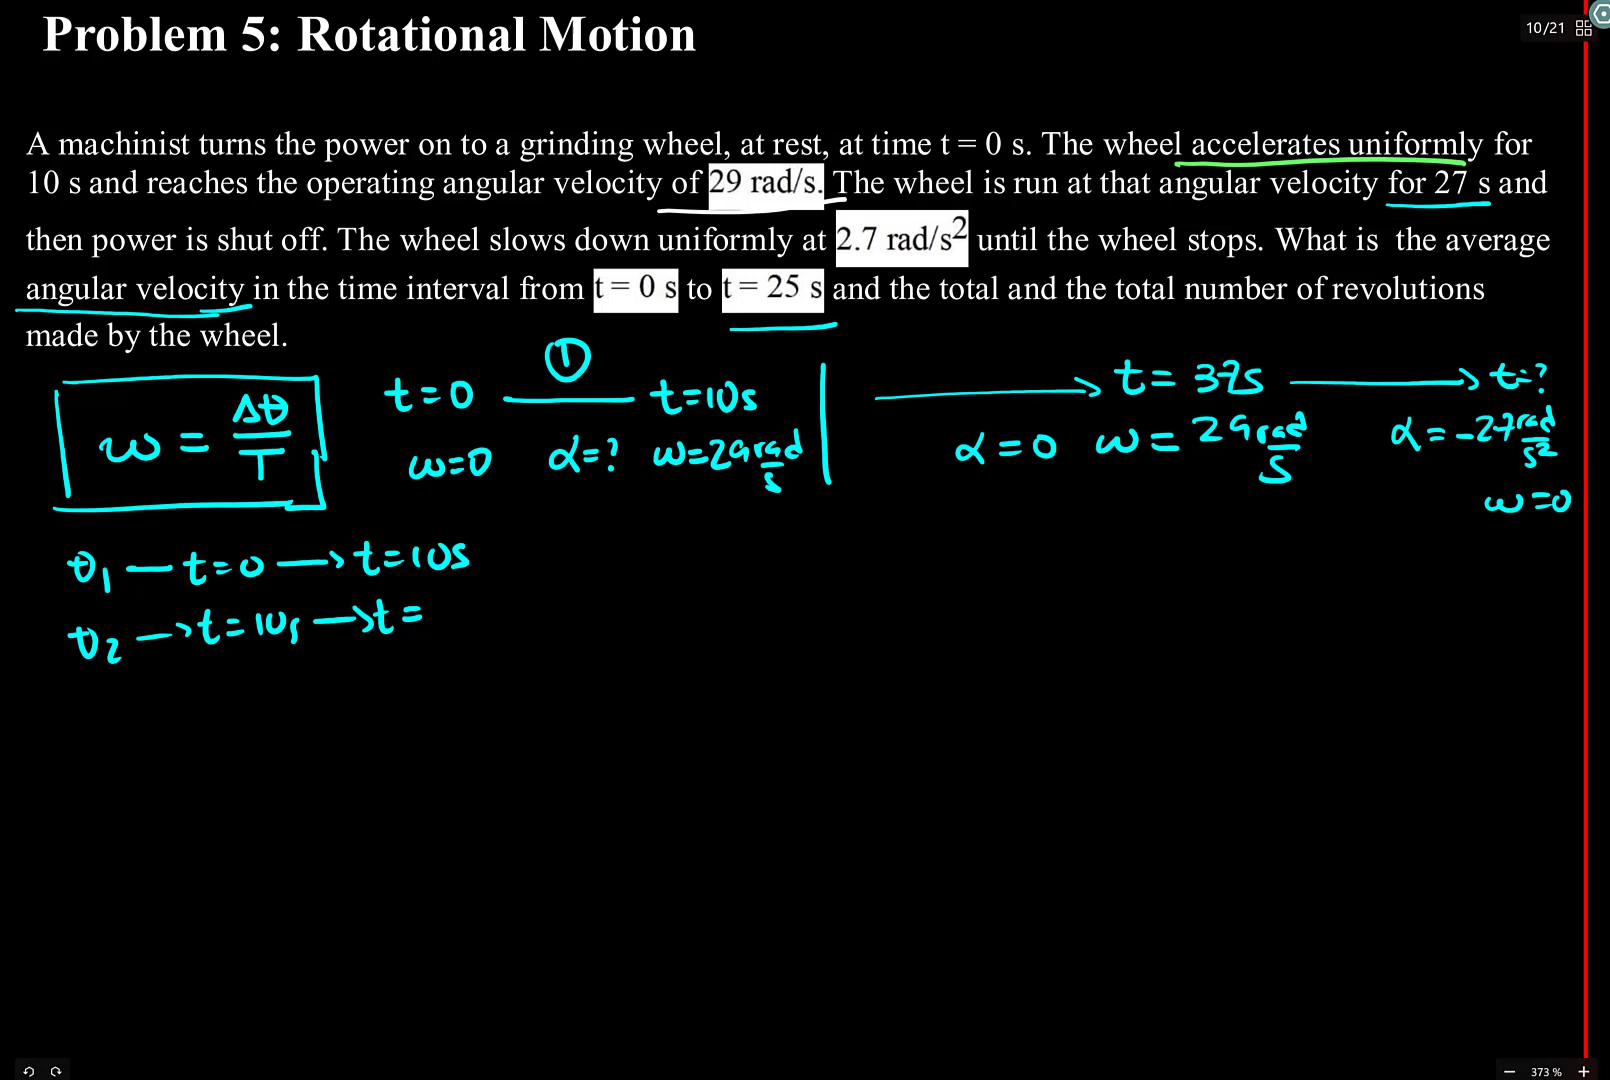 Problem 5: Rotational Motion
10/21
A machinist turns the power on to a grinding wheel, at rest, at time t = 0 s. The wheel accelerates uniformly for
10 s and reaches the operating angular velocity of 29 rad/s. The wheel is run at that angular velocity for 27 s and
then power is shut off. The wheel slows down uniformly at 2.7 rad/s² until the wheel stops. What is the average
angular velocity in the time interval from t = 0 s to t = 25 s and the total and the total number of revolutions
made by the wheel.
①
t=0 t=10s t= 37s t=?
ω = Δθ/T
ω=0 α=? ω=29 rad/s α=0 ω=29 rad/s α=-27 rad/s²
ω=0
θ₁ — t=0 → t=10s
θ₂ → t=10s → t=
373 %